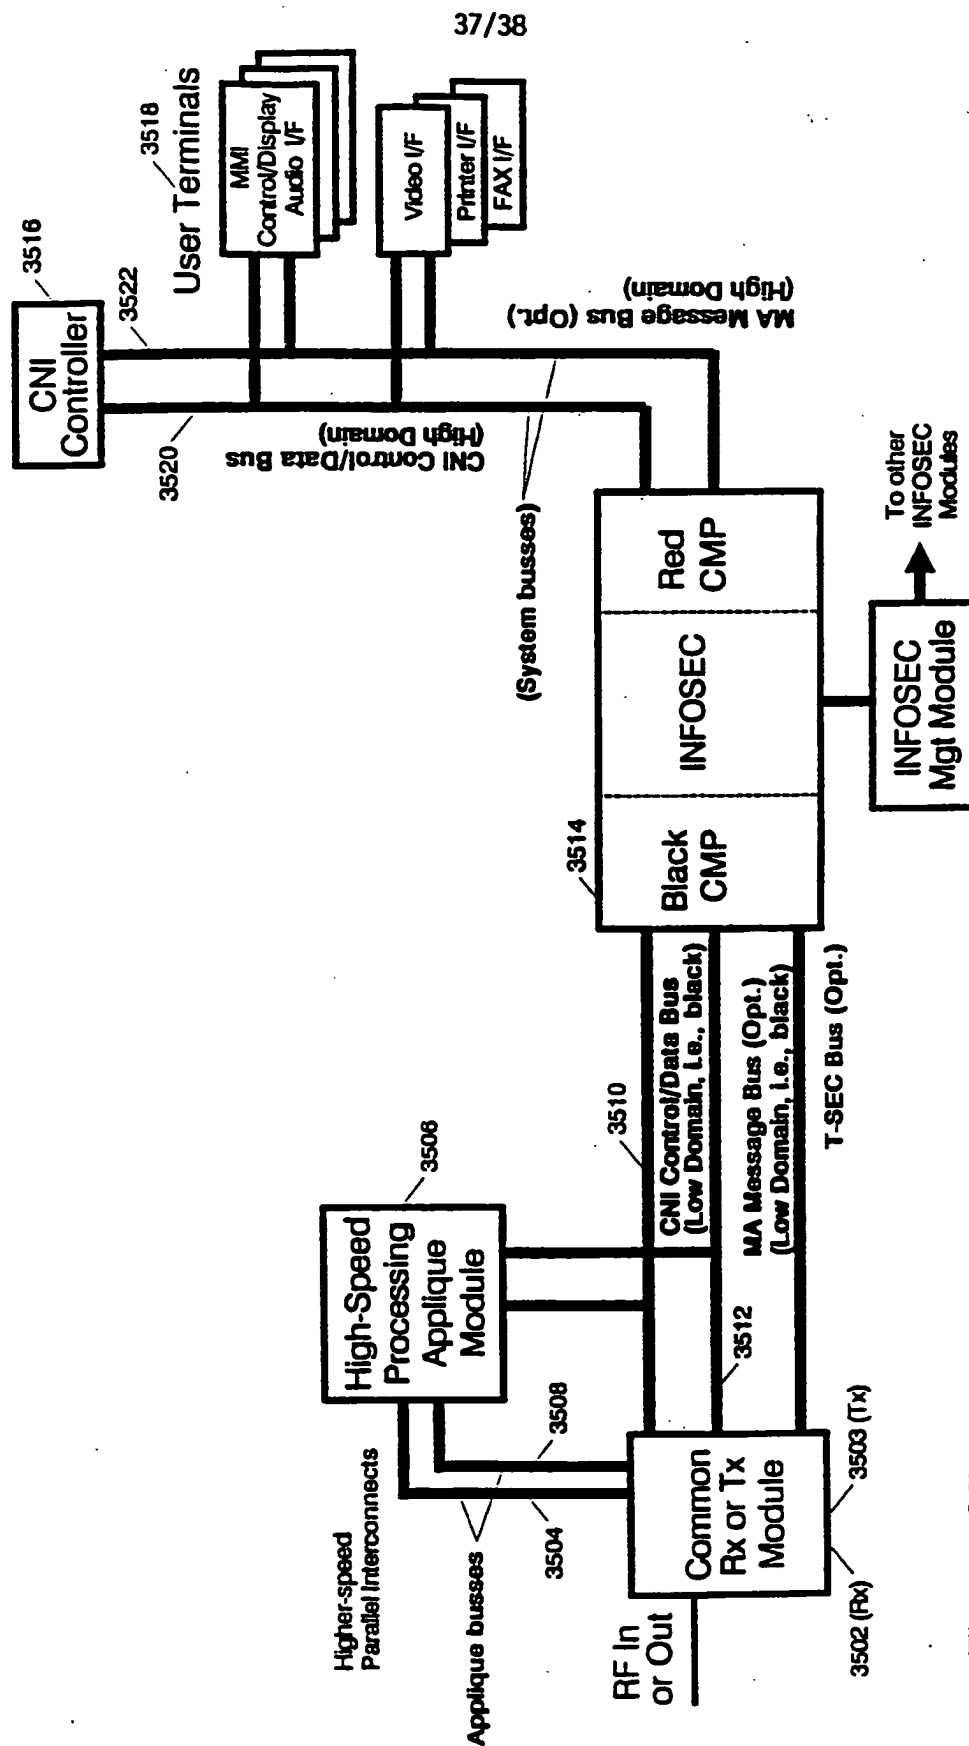 37/38
RF In
or Out
Common
Rx or Tx
Module
3502 (Rx)
3503 (Tx)
Higher-speed
Parallel Interconnects
Applique busses
3504
3508
High-Speed
Processing
Applique
Module
3506
3510
CNI Control/Data Bus
(Low Domain, i.e., black)
3512
MA Message Bus (Opt.)
(Low Domain, i.e., black)
T-SEC Bus (Opt.)
3514
Black
CMP
INFOSEC
Red
CMP
INFOSEC
Mgt Module
To other
INFOSEC
Modules
(System busses)
CNI Control/Data Bus
(High Domain)
3520
MA Message Bus (Opt.)
(High Domain)
3522
CNI
Controller
3516
User Terminals
3518
MMI
Control/Display
Audio I/F
Video I/F
Printer I/F
FAX I/F